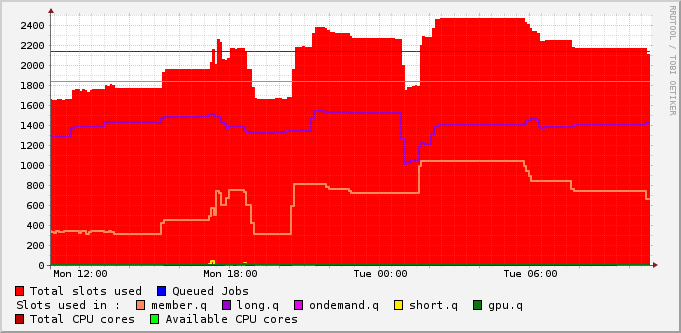 RRDTOOL / TOBI OETIKER
2400
2200
2000
1800
1600
1400
1200
1000
800
600
400
200
0
Mon 12:00 Mon 18:00 Tue 00:00 Tue 06:00
Total slots used Queued Jobs
Slots used in : member.q long.q ondemand.q short.q gpu.q
Total CPU cores Available CPU cores